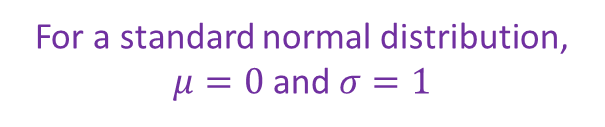 For a standard normal distribution,
𝜇 = 0 and 𝜎 = 1